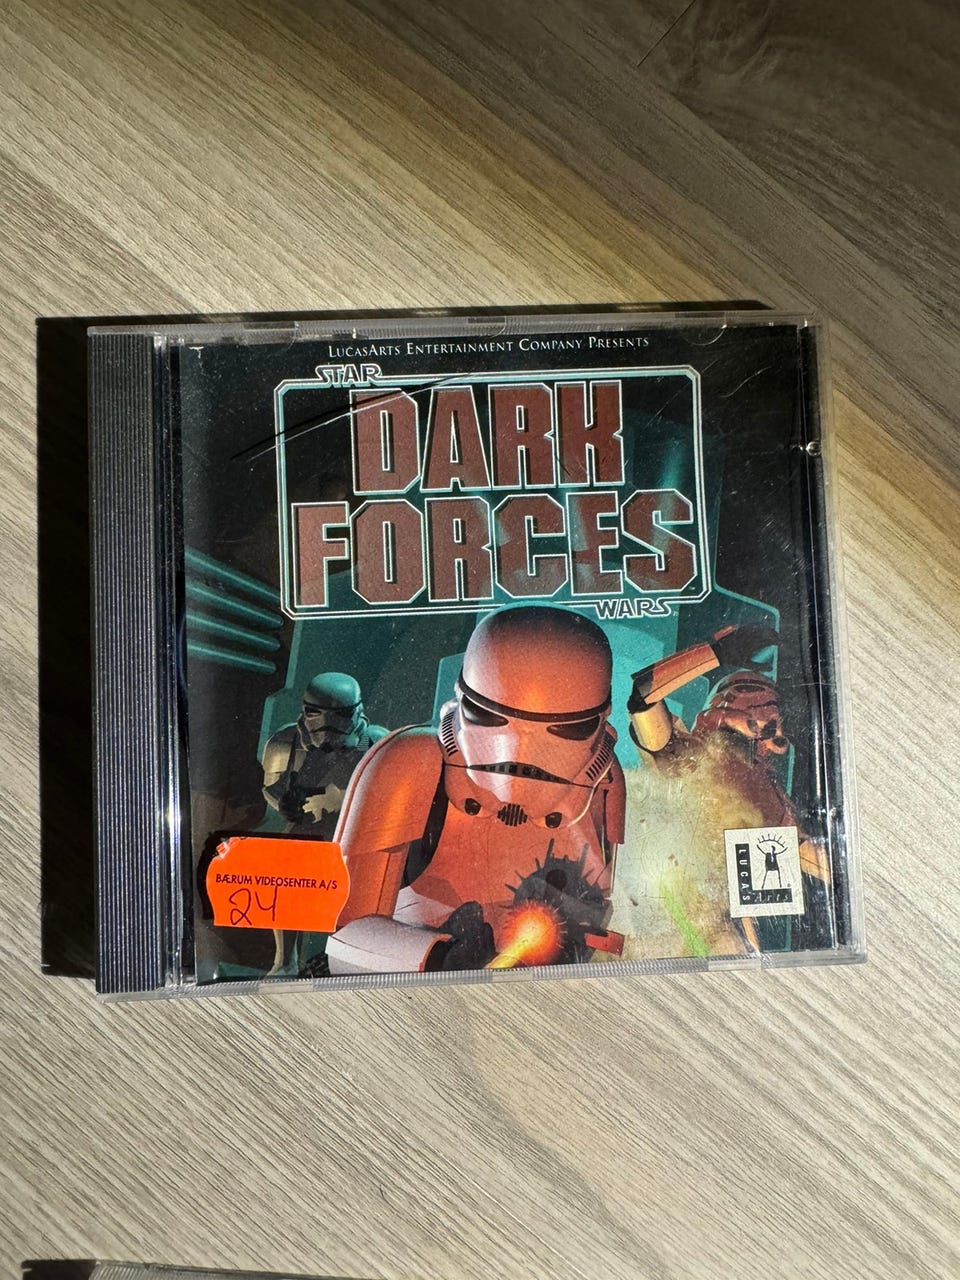 LucasArts Entertainment Company Presents
STAR
DARK
FORCES
WARS
BÆRUM VIDEOSENTER A/S
24
LUCAS
Arts